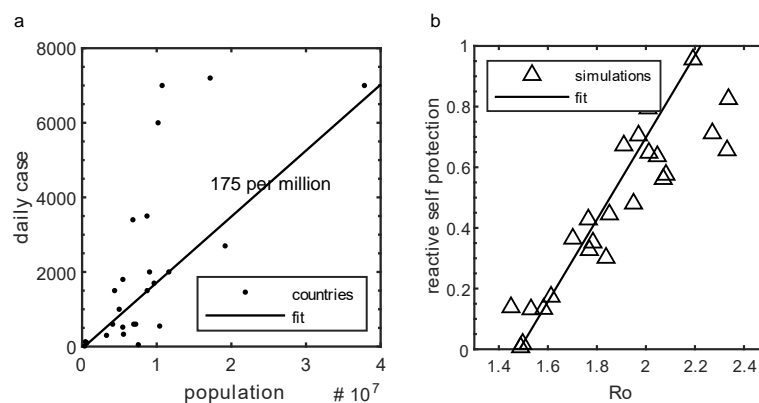 a
daily case
8000
6000
4000
2000
0
175 per million
countries
fit
0
1
2
3
4
population
# 10^7
b
reactive self protection
1
0.8
0.6
0.4
0.2
0
simulations
fit
1.4
1.6
1.8
2
2.2
2.4
Ro